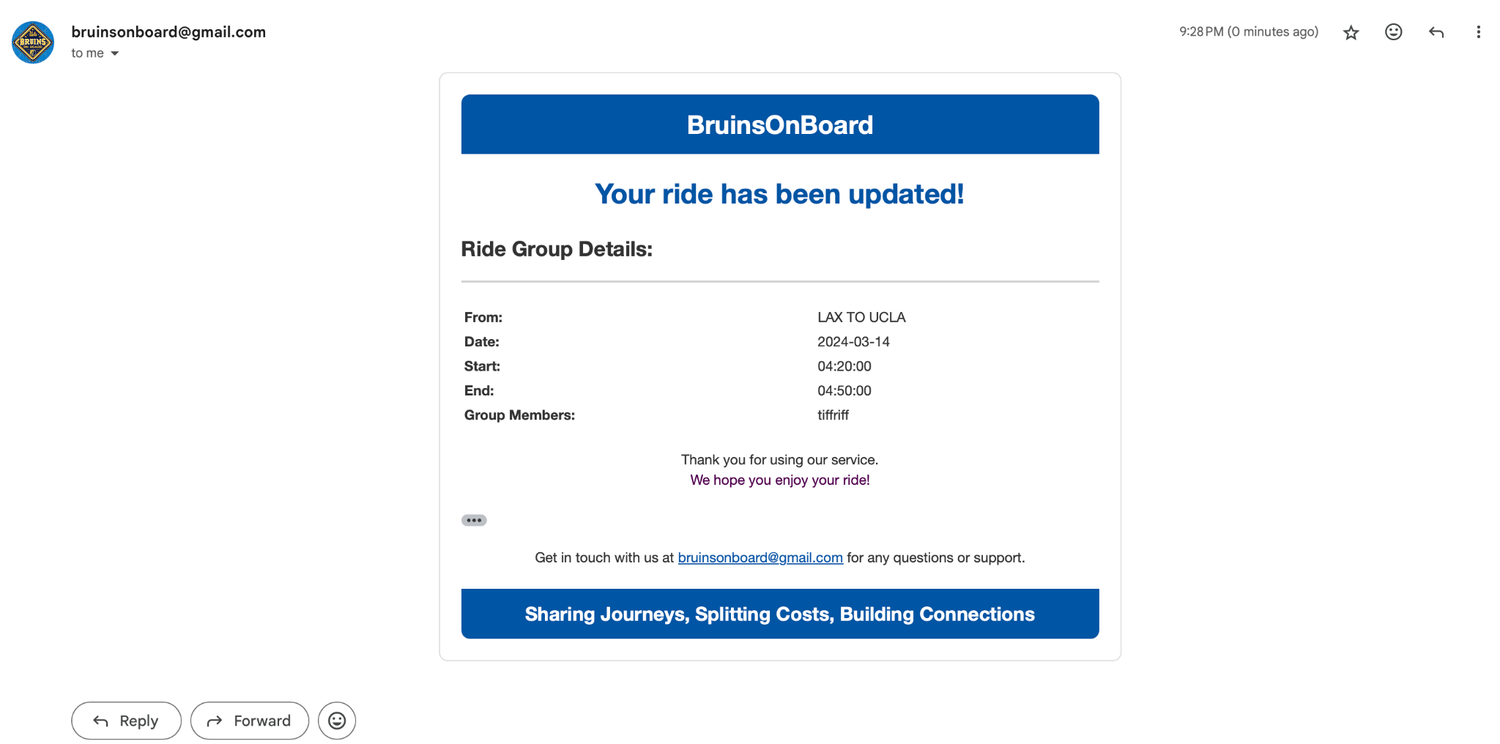 bruinsonboard@gmail.com
to me
9:28 PM (0 minutes ago)
BruinsOnBoard
Your ride has been updated!
Ride Group Details:
From: LAX TO UCLA
Date: 2024-03-14
Start: 04:20:00
End: 04:50:00
Group Members: tiffriff
Thank you for using our service.
We hope you enjoy your ride!
Get in touch with us at bruinsonboard@gmail.com for any questions or support.
Sharing Journeys, Splitting Costs, Building Connections
Reply Forward